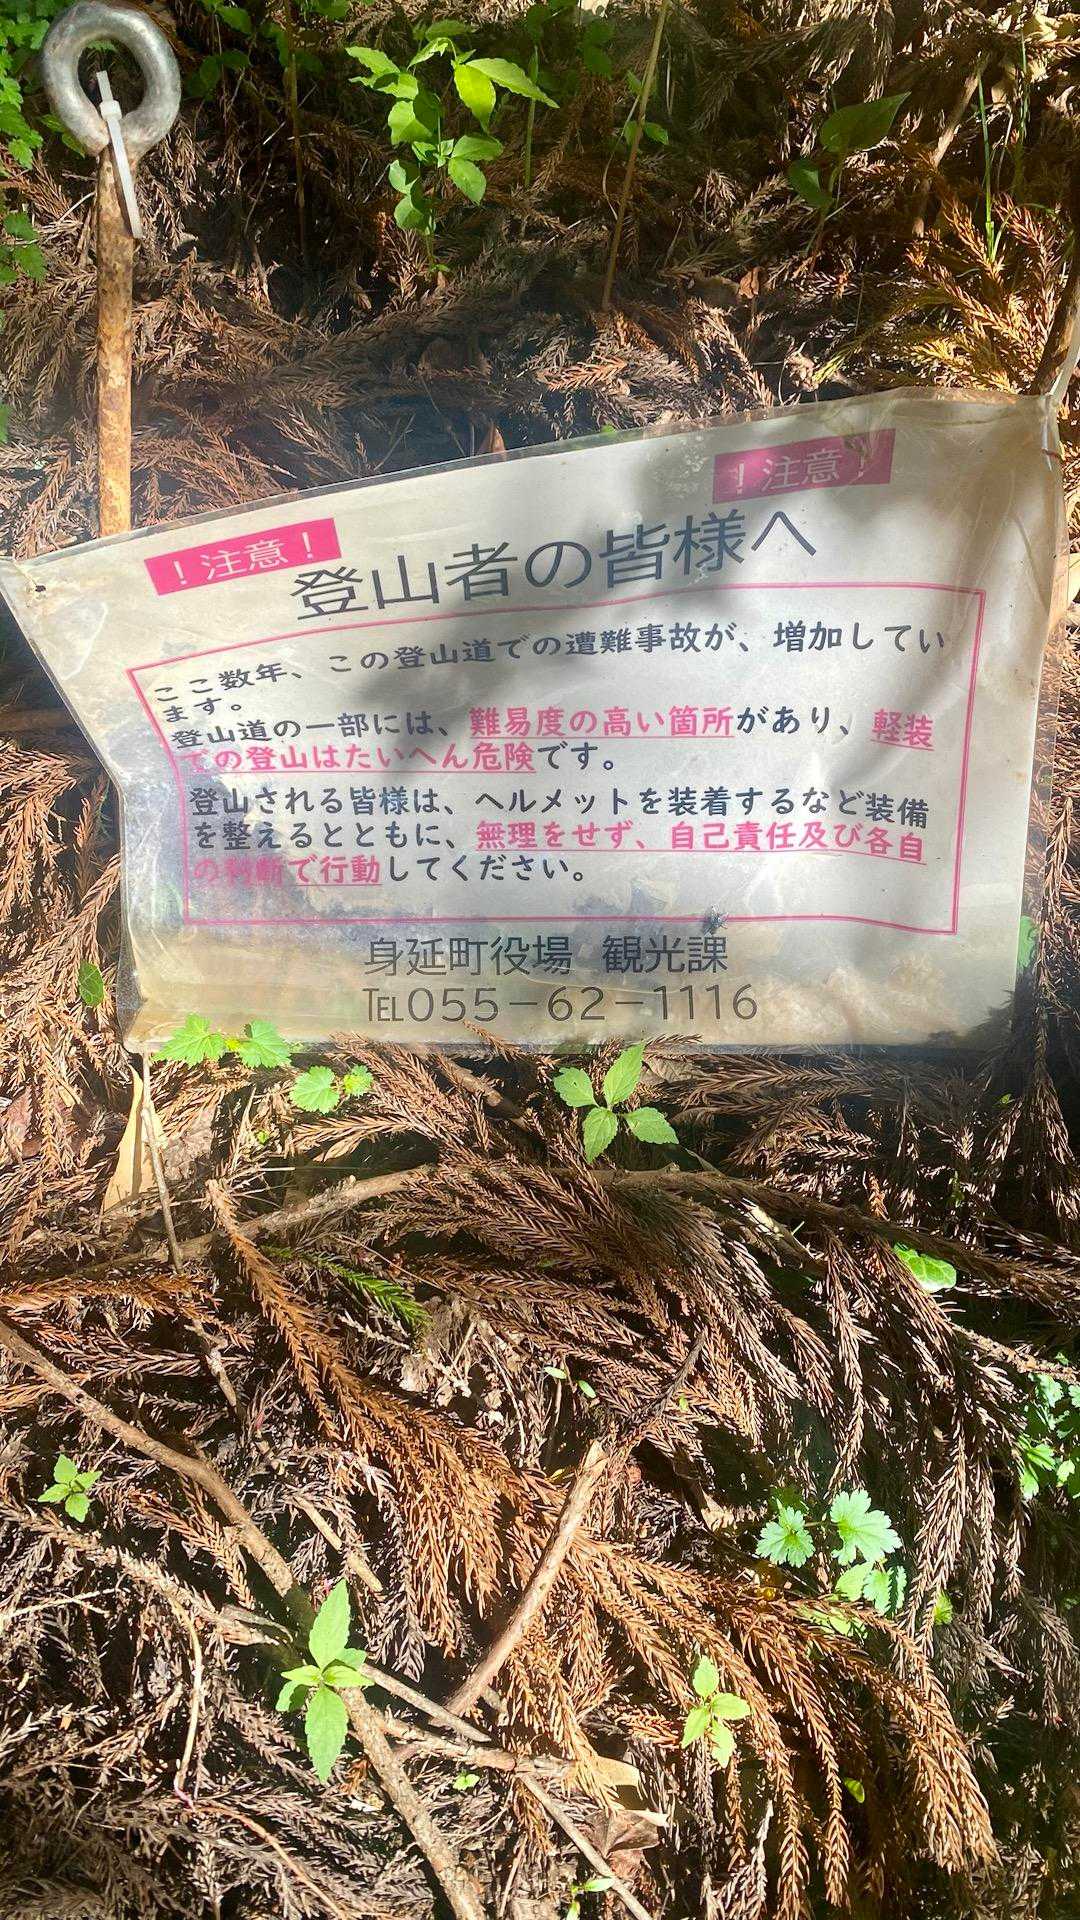 ！注意！
！注意！
登山者の皆様へ
ここ数年、この登山道での遭難事故が、増加してい
ます。
登山道の一部には、難易度の高い箇所があり、軽装
での登山はたいへん危険です。
登山される皆様は、ヘルメットを装着するなど装備
を整えるとともに、無理をせず、自己責任及び各自
の判断で行動してください。
身延町役場　観光課
℡055－62－1116